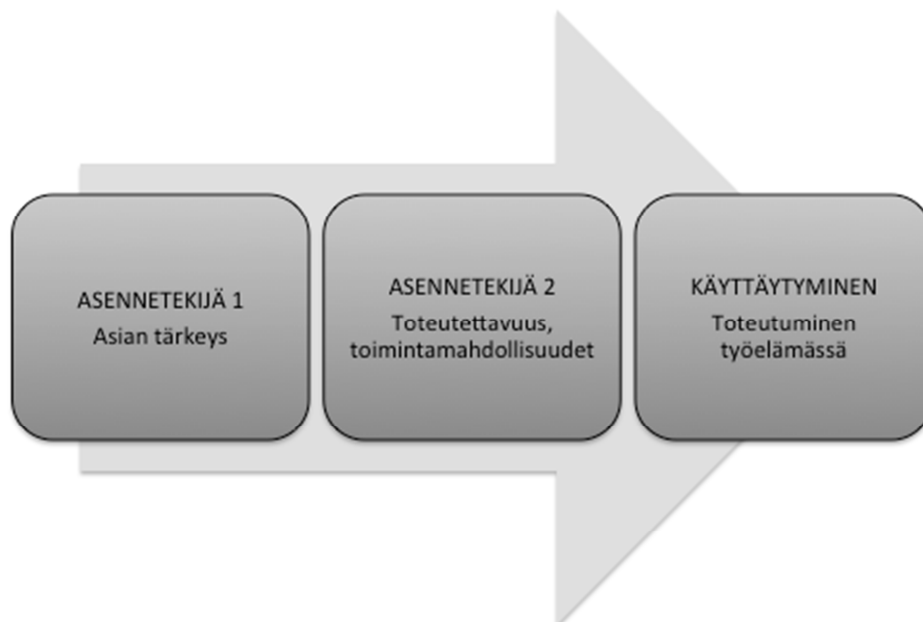 ASENNETEKIJÄ 1
Asian tärkeys
ASENNETEKIJÄ 2
Toteutettavuus,
toimintamahdollisuudet
KÄYTTÄYTYMINEN
Toteutuminen
työelämässä